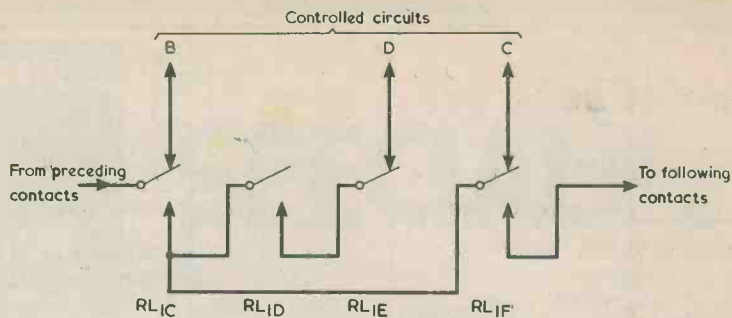 Controlled circuits
B D C
From preceding
contacts
To following
contacts
RL1C RL1D RL1E RL1F